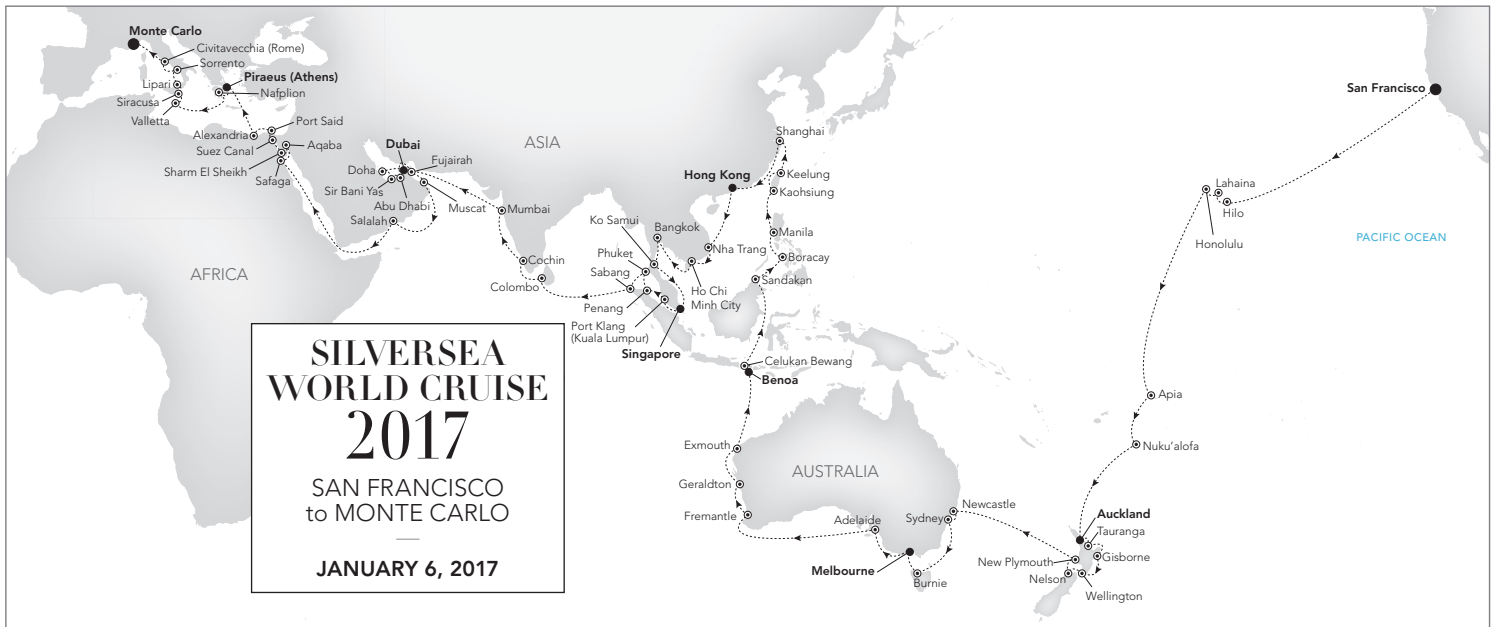 Monte Carlo
Civitavecchia (Rome)
Sorrento
Lipari
Piraeus (Athens)
Nafplion
Siracusa
Valletta
Alexandria
Port Said
Suez Canal
Aqaba
Sharm El Sheikh
Safaga
ASIA
Dubai
Fujairah
Doha
Sir Bani Yas
Abu Dhabi
Muscat
Salalah
Mumbai
Cochin
Colombo
AFRICA
Shanghai
Keelung
Kaohsiung
Hong Kong
Ko Samui
Bangkok
Nha Trang
Manila
Phuket
Boracay
Sabang
Sandakan
Penang
Ho Chi
Minh City
Port Klang
(Kuala Lumpur)
Singapore
Celukan Bewang
Benoa
San Francisco
Lahaina
Hilo
Honolulu
PACIFIC OCEAN
Apia
Nuku'alofa
Exmouth
Geraldton
Fremantle
AUSTRALIA
Adelaide
Sydney
Newcastle
Melbourne
Burnie
Auckland
Tauranga
Gisborne
New Plymouth
Nelson
Wellington
SILVERSEA
WORLD CRUISE
2017
SAN FRANCISCO
to MONTE CARLO
JANUARY 6, 2017